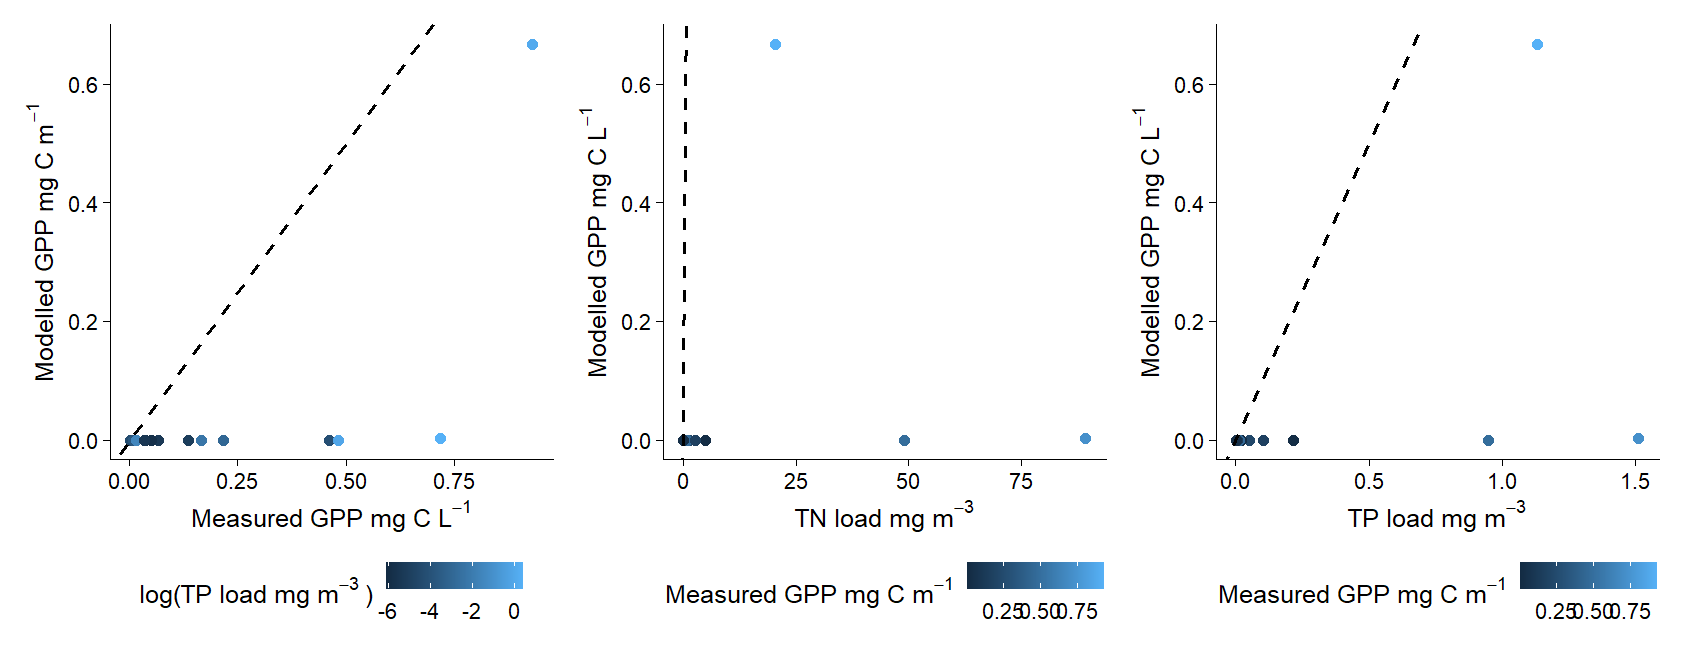 Modelled GPP mg C m⁻¹
0.6
0.4
0.2
0.0
0.00 0.25 0.50 0.75
Measured GPP mg C L⁻¹
log(TP load mg m⁻³ )
-6 -4 -2 0
Modelled GPP mg C L⁻¹
0.6
0.4
0.2
0.0
0 25 50 75
TN load mg m⁻³
Measured GPP mg C m⁻¹
0.25 0.50 0.75
Modelled GPP mg C L⁻¹
0.6
0.4
0.2
0.0
0.0 0.5 1.0 1.5
TP load mg m⁻³
Measured GPP mg C m⁻¹
0.25 0.50 0.75